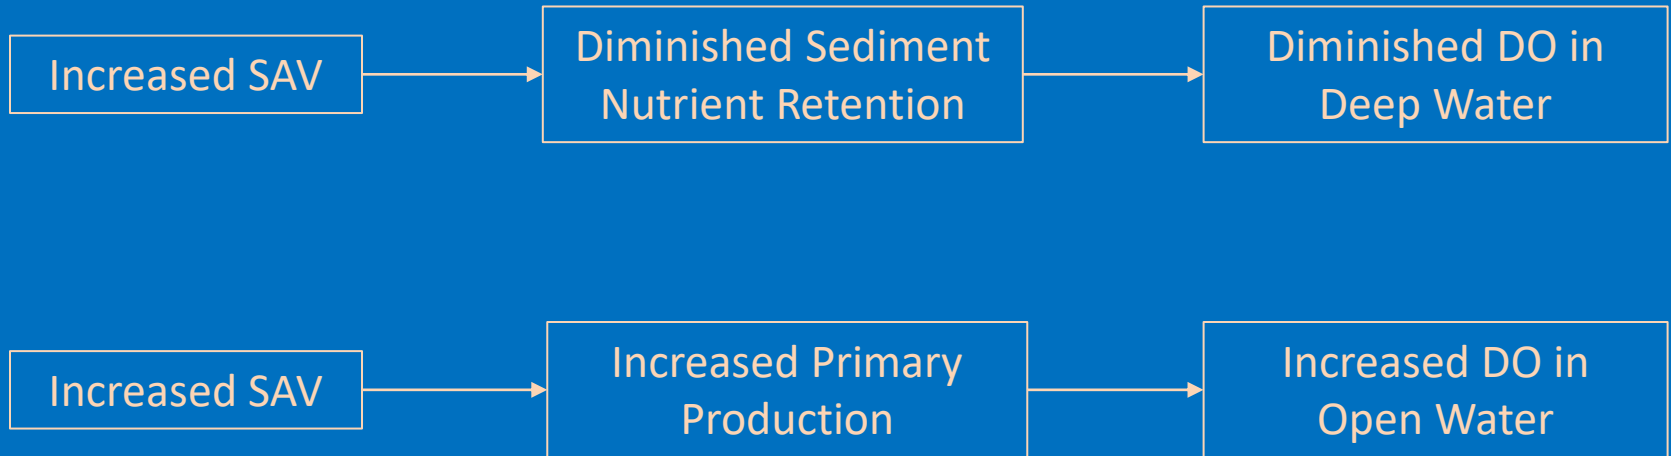 Increased SAV
Diminished Sediment
Nutrient Retention
Diminished DO in
Deep Water
Increased SAV
Increased Primary
Production
Increased DO in
Open Water